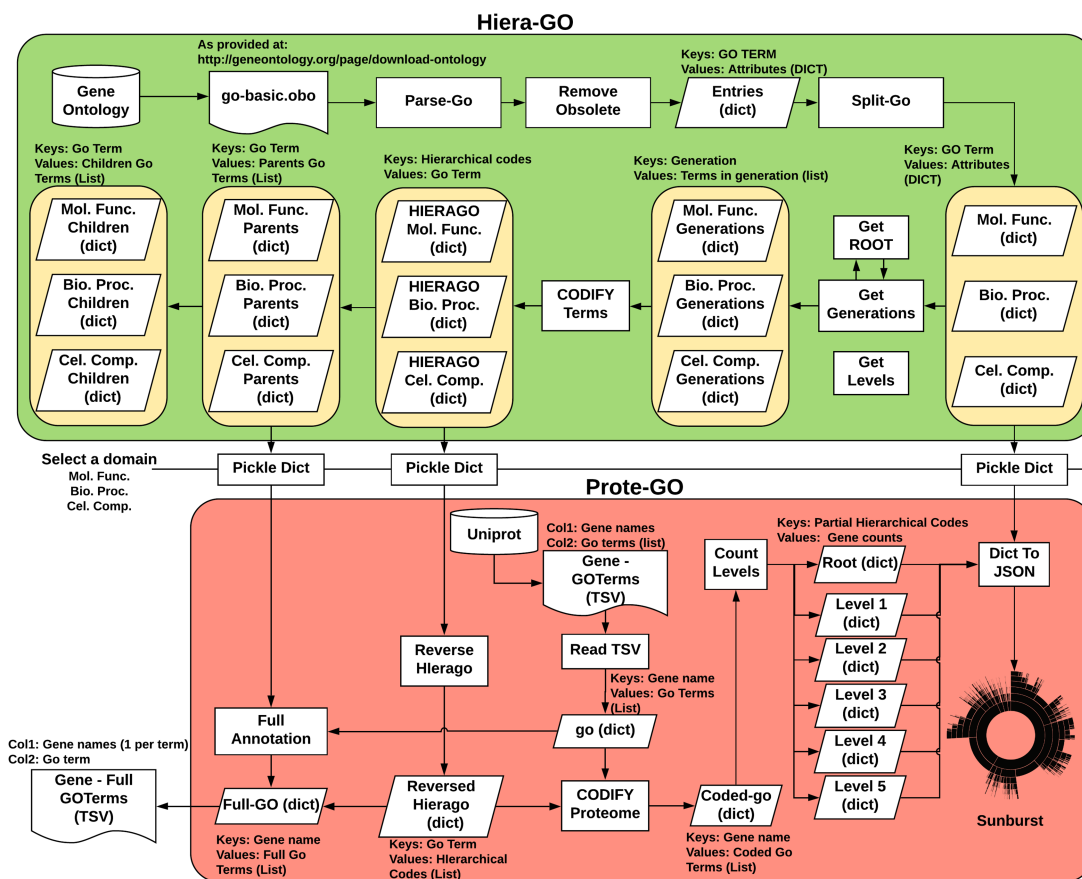 Hiera-GO
As provided at:
http://geneontology.org/page/download-ontology
Gene
Ontology
go-basic.obo
Parse-Go
Remove
Obsolete
Keys: GO TERM
Values: Attributes (DICT)
Entries
(dict)
Split-Go
Keys: Go Term
Values: Children Go
Terms (List)
Keys: Go Term
Values: Parents Go
Terms (List)
Keys: Hierarchical codes
Values: Go Term
Keys: Generation
Values: Terms in generation (list)
Keys: GO Term
Values: Attributes
(DICT)
Mol. Func.
Children
(dict)
Bio. Proc.
Children
(dict)
Cel. Comp.
Children
(dict)
Mol. Func.
Parents
(dict)
Bio. Proc.
Parents
(dict)
Cel. Comp.
Parents
(dict)
HIERAGO
Mol. Func.
(dict)
HIERAGO
Bio. Proc.
(dict)
HIERAGO
Cel. Comp.
(dict)
CODIFY
Terms
Mol. Func.
Generations
(dict)
Bio. Proc.
Generations
(dict)
Cel. Comp.
Generations
(dict)
Get
ROOT
Get
Generations
Get
Levels
Mol. Func.
(dict)
Bio. Proc.
(dict)
Cel. Comp.
(dict)
Select a domain
Mol. Func.
Bio. Proc.
Cel. Comp.
Pickle Dict
Pickle Dict
Pickle Dict
Prote-GO
Uniprot
Col1: Gene names
Col2: Go terms (list)
Gene -
GOTerms
(TSV)
Count
Levels
Keys: Partial Hierarchical Codes
Values:  Gene counts
Root (dict)
Dict To
JSON
Level 1
(dict)
Level 2
(dict)
Level 3
(dict)
Level 4
(dict)
Level 5
(dict)
Reverse
HIerago
Read TSV
Keys: Gene name
Values: Go Terms
(List)
Full
Annotation
go (dict)
Col1: Gene names (1 per term)
Col2: Go term
Gene - Full
GOTerms
(TSV)
Full-GO (dict)
Reversed
Hierago
(dict)
CODIFY
Proteome
Coded-go
(dict)
Sunburst
Keys: Gene name
Values: Full Go
Terms (List)
Keys: Go Term
Values: HIerarchical
Codes (List)
Keys: Gene name
Values: Coded Go
Terms (List)